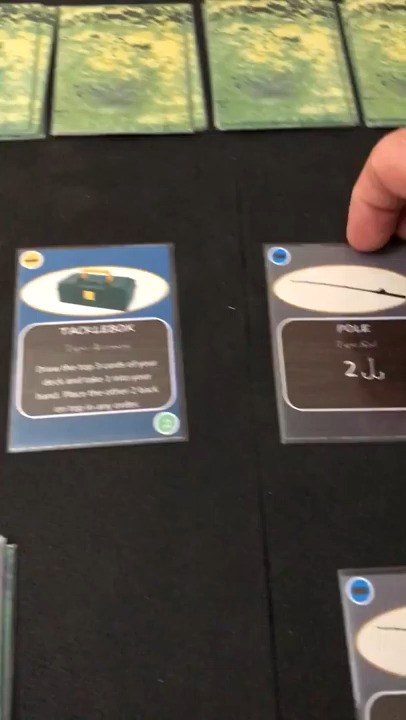 TACKLEBOX
Draw the top 3 cards of your
deck and take 1 into your
hand. Place the other 2 back
on top in any order.
POLE
2